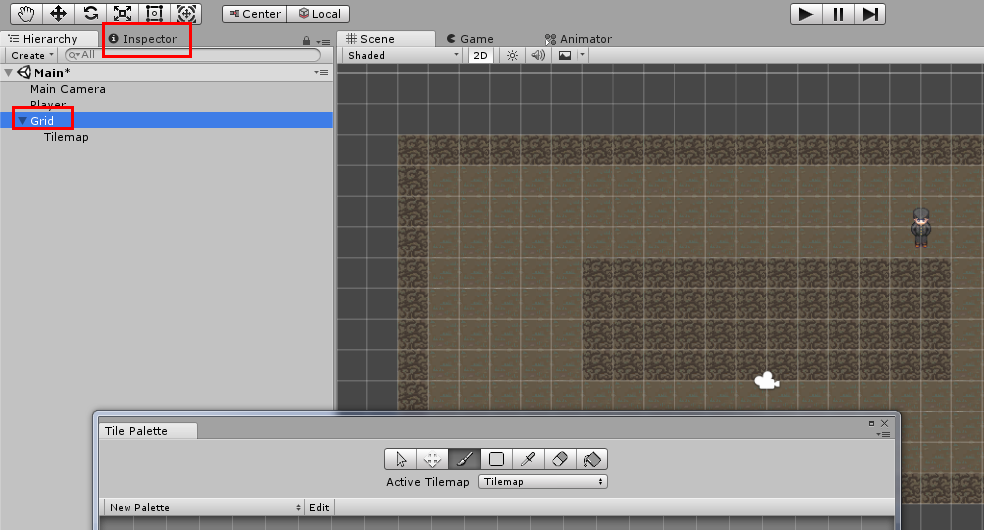 Center Local
Hierarchy Inspector
Create All
Main*
Main Camera
Player
Grid
Tilemap
Scene Game Animator
Shaded 2D
Tile Palette
Active Tilemap Tilemap
New Palette Edit